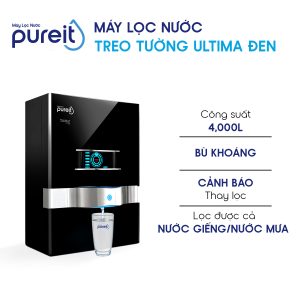 Máy Lọc Nước
pureit
MÁY LỌC NƯỚC
TREO TƯỜNG ULTIMA ĐEN
pureit
Công suất
4,000L
BÙ KHOÁNG
CẢNH BÁO
Thay lọc
Lọc được cả
NƯỚC GIẾNG/NƯỚC MƯA